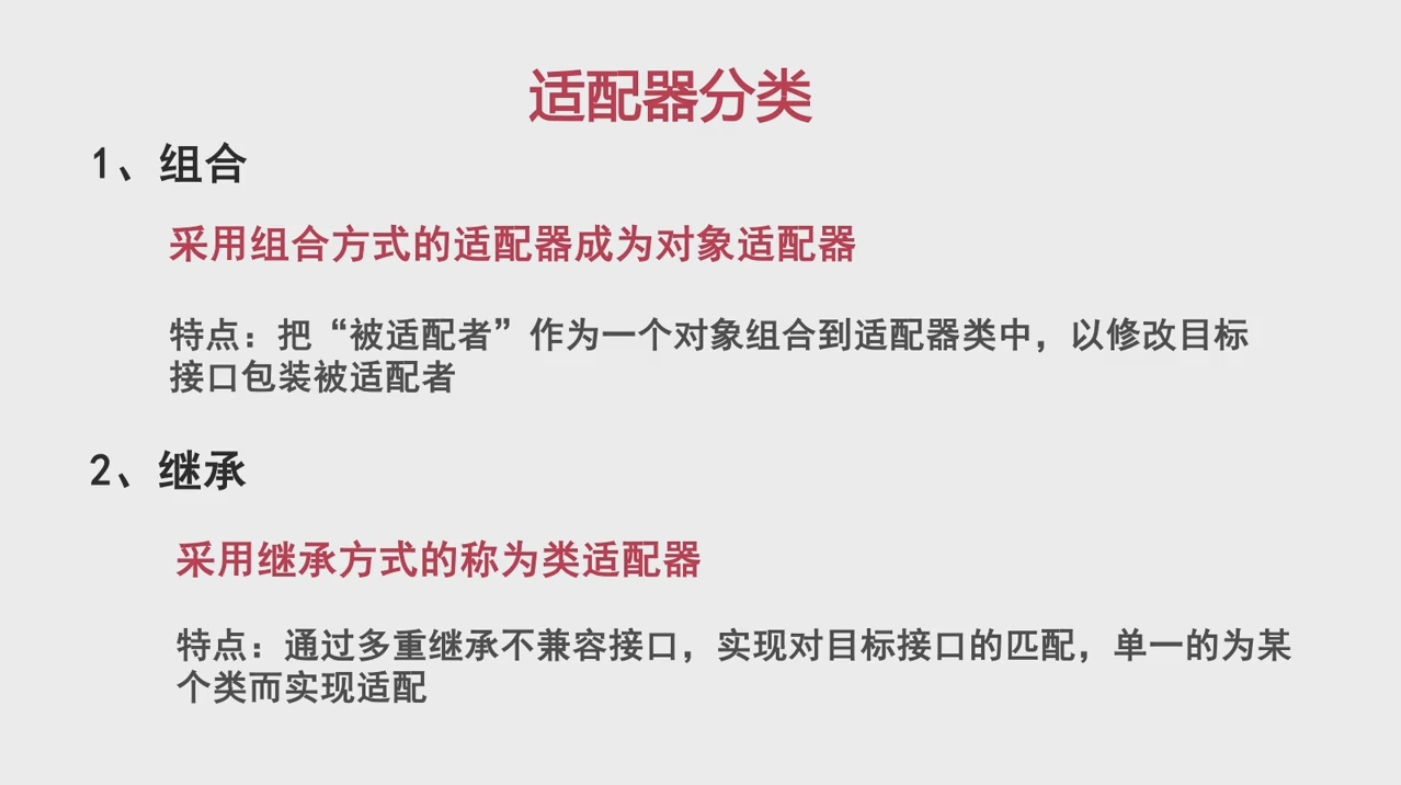 适配器分类
1、组合
采用组合方式的适配器成为对象适配器
特点：把“被适配者”作为一个对象组合到适配器类中，以修改目标
接口包装被适配者
2、继承
采用继承方式的称为类适配器
特点：通过多重继承不兼容接口，实现对目标接口的匹配，单一的为某
个类而实现适配